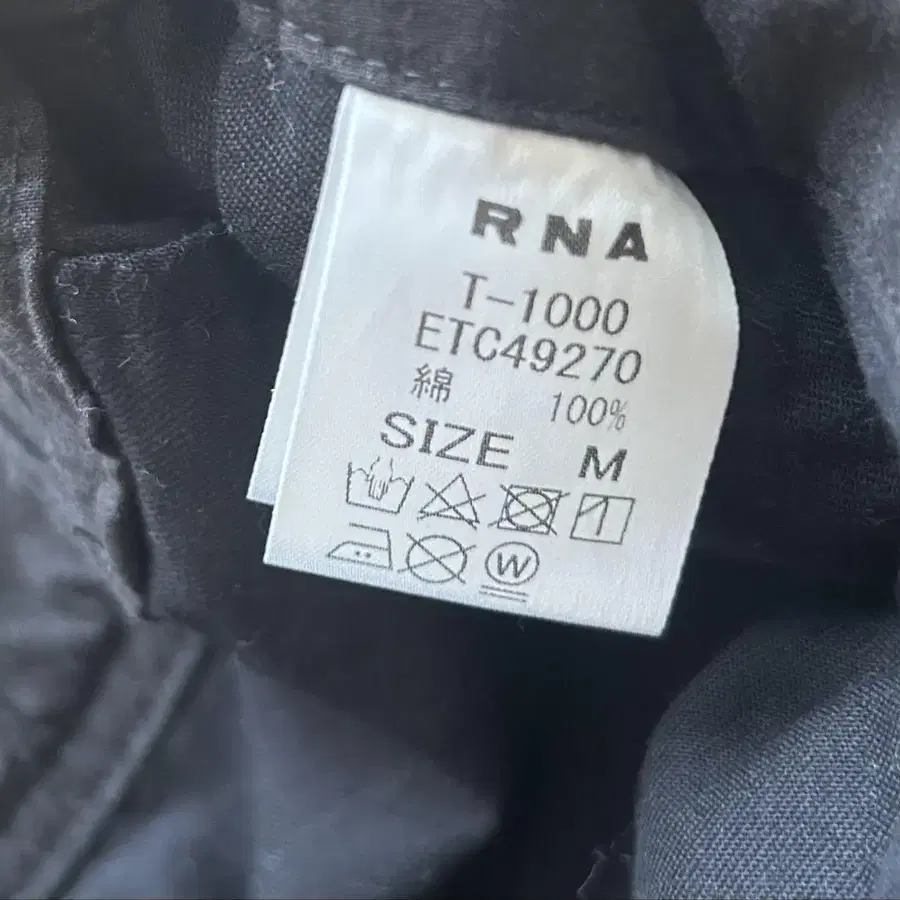 RNA
T-1000
ETC49270
綿 100%
SIZE M
W